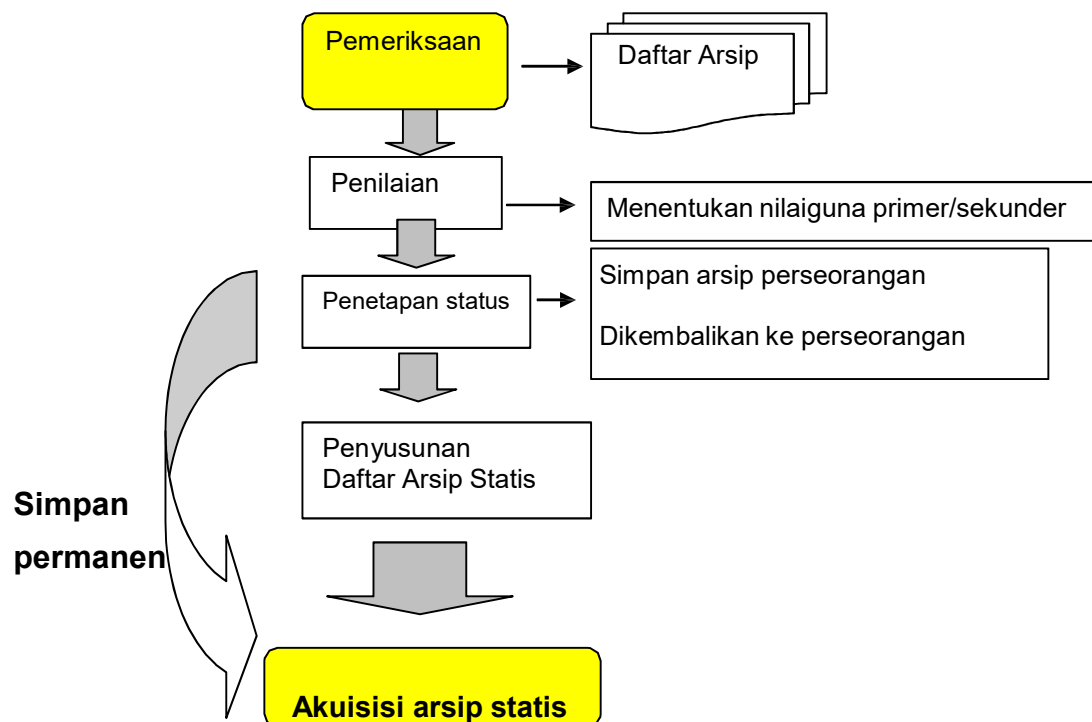 Pemeriksaan
Daftar Arsip
Penilaian
Menentukan nilaiguna primer/sekunder
Penetapan status
Simpan arsip perseorangan
Dikembalikan ke perseorangan
Penyusunan
Daftar Arsip Statis
Simpan
permanen
Akuisisi arsip statis